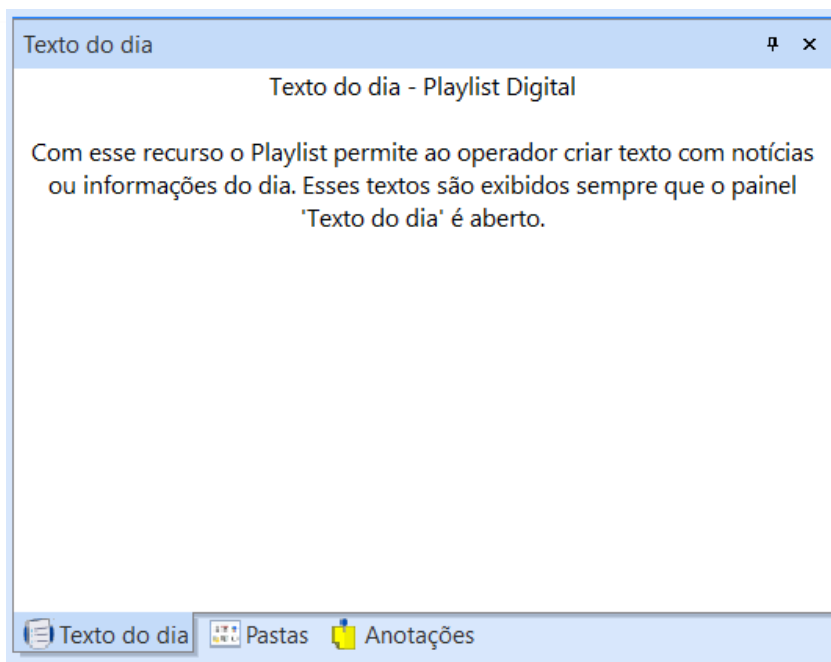 Texto do dia
Texto do dia - Playlist Digital
Com esse recurso o Playlist permite ao operador criar texto com notícias
ou informações do dia. Esses textos são exibidos sempre que o painel
'Texto do dia' é aberto.
Texto do dia Pastas Anotações